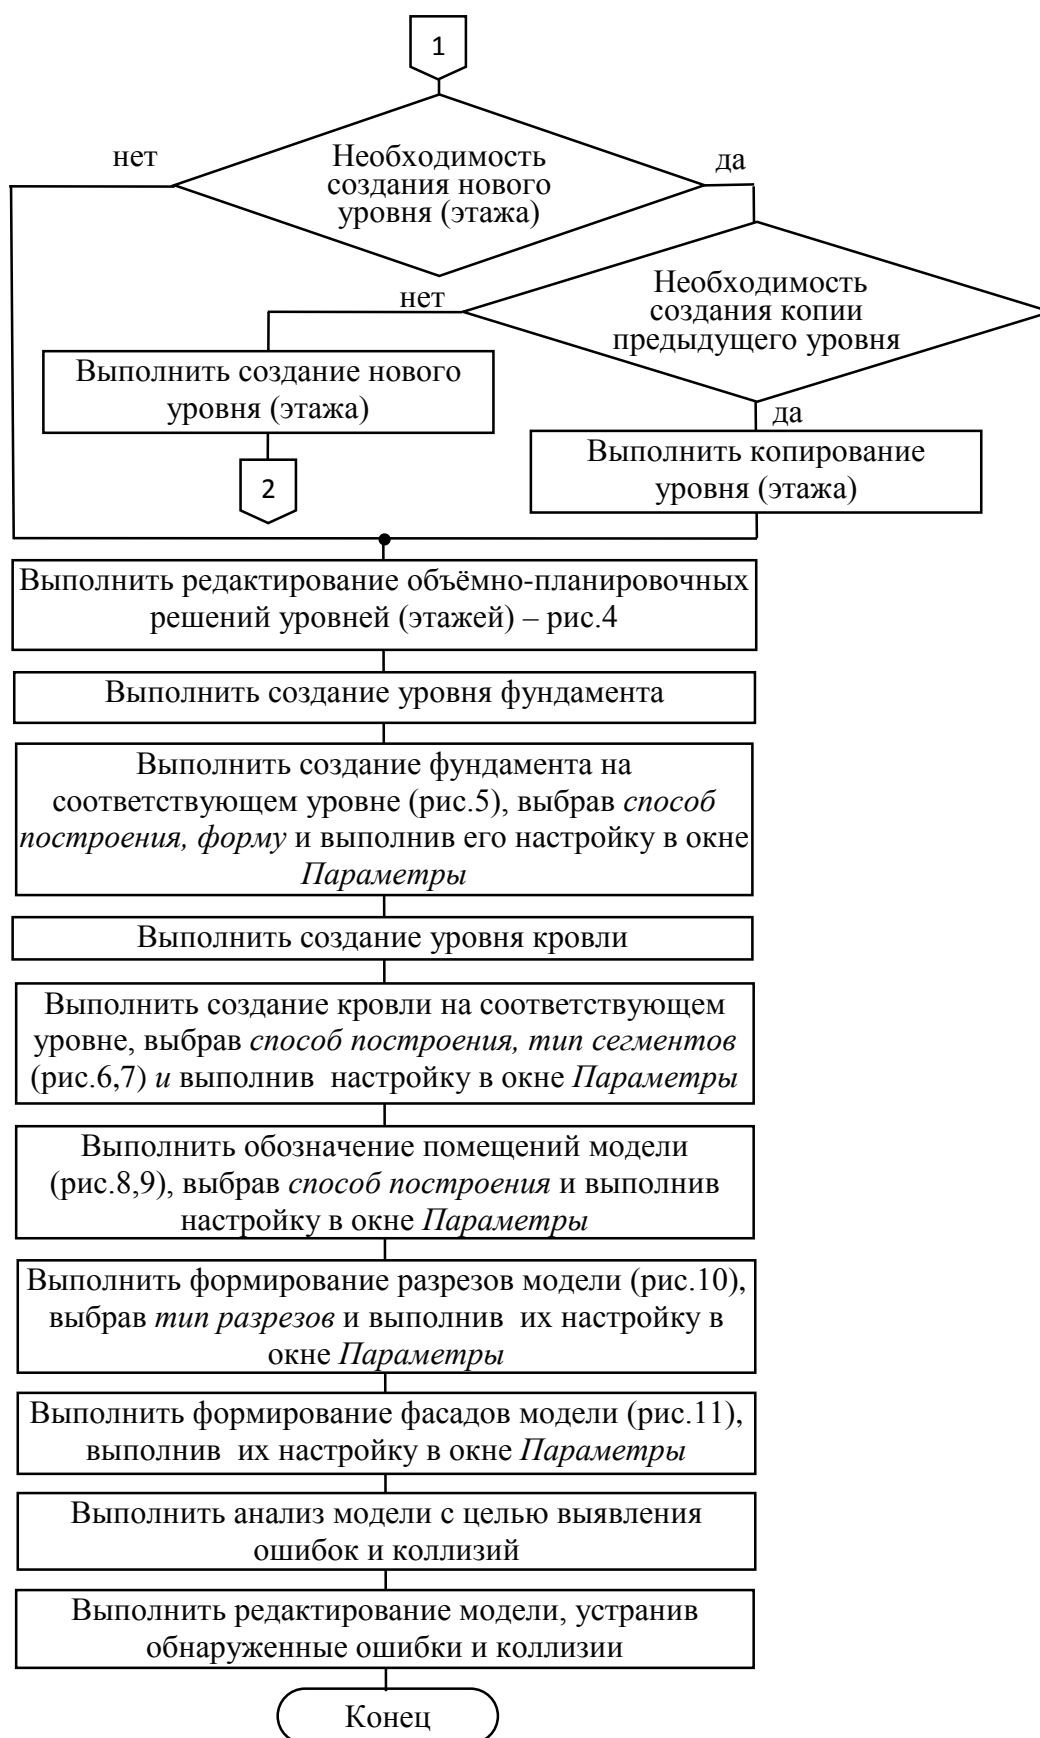 1
нет
Необходимость
создания нового
уровня (этажа)
да
Необходимость
создания копии
предыдущего уровня
нет
Выполнить создание нового
уровня (этажа)
да
2
Выполнить копирование
уровня (этажа)
Выполнить редактирование объёмно-планировочных
решений уровней (этажей) – рис.4
Выполнить создание уровня фундамента
Выполнить создание фундамента на
соответствующем уровне (рис.5), выбрав способ
построения, форму и выполнив его настройку в окне
Параметры
Выполнить создание уровня кровли
Выполнить создание кровли на соответствующем
уровне, выбрав способ построения, тип сегментов
(рис.6,7) и выполнив  настройку в окне Параметры
Выполнить обозначение помещений модели
(рис.8,9), выбрав способ построения и выполнив
настройку в окне Параметры
Выполнить формирование разрезов модели (рис.10),
выбрав тип разрезов и выполнив  их настройку в
окне Параметры
Выполнить формирование фасадов модели (рис.11),
выполнив  их настройку в окне Параметры
Выполнить анализ модели с целью выявления
ошибок и коллизий
Выполнить редактирование модели, устранив
обнаруженные ошибки и коллизии
Конец